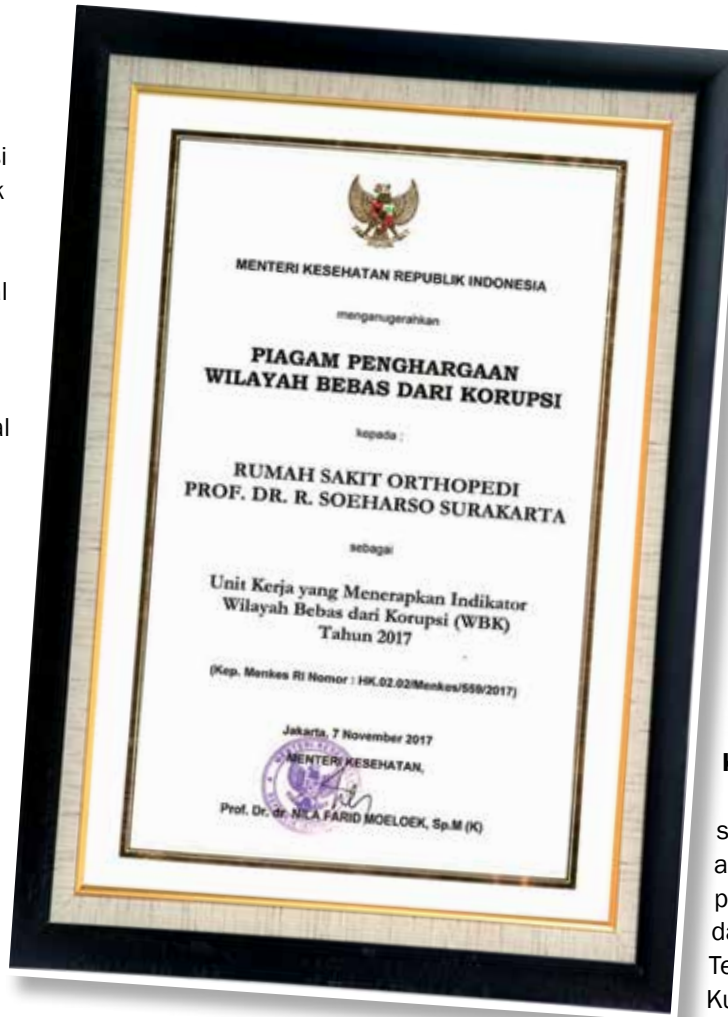 MENTERI KESEHATAN REPUBLIK INDONESIA
menganugerahkan
PIAGAM PENGHARGAAN
WILAYAH BEBAS DARI KORUPSI
kepada :
RUMAH SAKIT ORTHOPEDI
PROF. DR. R. SOEHARSO SURAKARTA
sebagai
Unit Kerja yang Menerapkan Indikator
Wilayah Bebas dari Korupsi (WBK)
Tahun 2017
(Kep. Menkes RI Nomor : HK.02.02/Menkes/559/2017)
Jakarta, 7 November 2017
MENTERI KESEHATAN,
Prof. Dr. dr. NILA FARID MOELOEK, Sp.M (K)